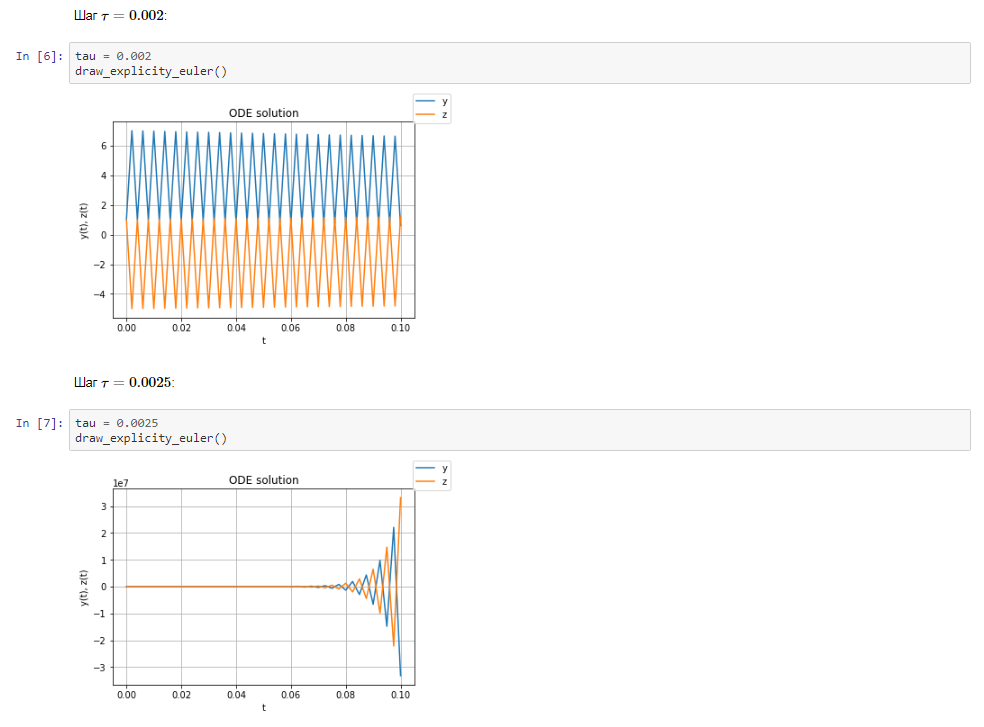 Шаг τ = 0.002:
In [6]: tau = 0.002
draw_explicity_euler()
y
z
ODE solution
6
4
2
0
−2
−4
y(t), z(t)
0.00 0.02 0.04 0.06 0.08 0.10
t
Шаг τ = 0.0025:
In [7]: tau = 0.0025
draw_explicity_euler()
y
z
1e7 ODE solution
3
2
1
0
−1
−2
−3
y(t), z(t)
0.00 0.02 0.04 0.06 0.08 0.10
t